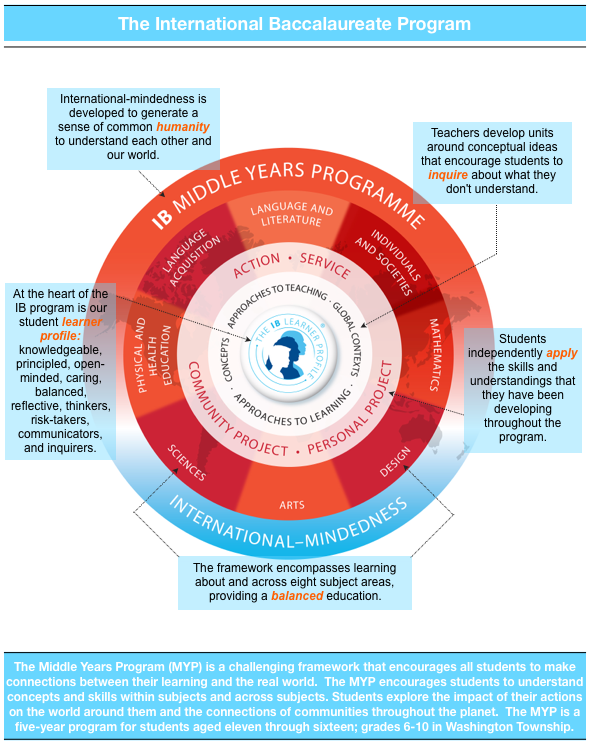 The International Baccalaureate Program
International-mindedness is
developed to generate a
sense of common humanity
to understand each other and
our world.
Teachers develop units
around conceptual ideas
that encourage students to
inquire about what they
don't understand.
IB MIDDLE YEARS PROGRAMME
LANGUAGE AND
LITERATURE
LANGUAGE
ACQUISITION
INDIVIDUALS
AND SOCIETIES
ACTION • SERVICE
APPROACHES TO TEACHING · GLOBAL CONTEXTS ·
APPROACHES TO LEARNING · CONCEPTS ·
THE IB LEARNER PROFILE
®
At the heart of the
IB program is our
student learner
profile:
knowledgeable,
principled, open-
minded, caring,
balanced,
reflective, thinkers,
risk-takers,
communicators,
and inquirers.
PHYSICAL AND
HEALTH
EDUCATION
MATHEMATICS
Students
independently apply
the skills and
understandings that
they have been
developing
throughout the
program.
COMMUNITY PROJECT • PERSONAL PROJECT
SCIENCES
ARTS
DESIGN
INTERNATIONAL–MINDEDNESS
The framework encompasses learning
about and across eight subject areas,
providing a balanced education.
The Middle Years Program (MYP) is a challenging framework that encourages all students to make
connections between their learning and the real world.  The MYP encourages students to understand
concepts and skills within subjects and across subjects. Students explore the impact of their actions
on the world around them and the connections of communities throughout the planet.  The MYP is a
five-year program for students aged eleven through sixteen; grades 6-10 in Washington Township.